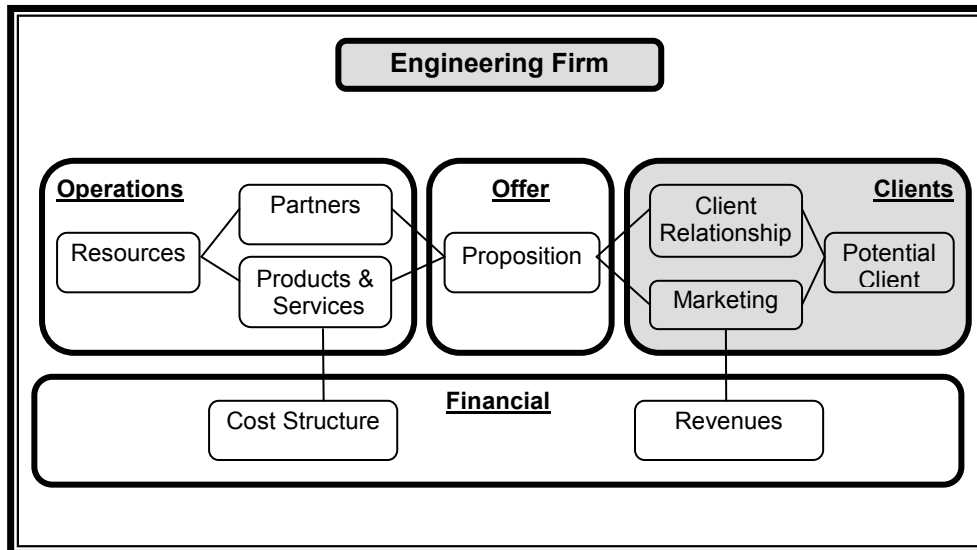 Engineering Firm
Operations
Offer
Clients
Partners
Client
Relationship
Resources
Proposition
Potential
Client
Products &
Services
Marketing
Financial
Cost Structure
Revenues